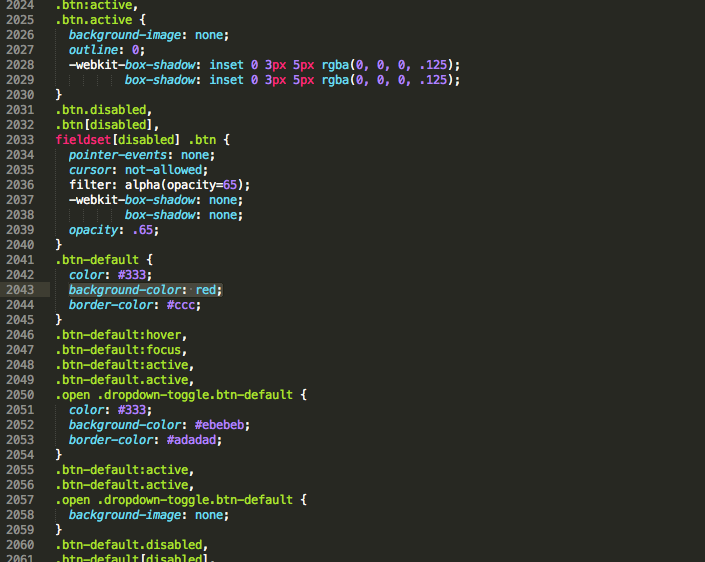 2024 .btn:active,
2025 .btn.active {
2026   background-image: none;
2027   outline: 0;
2028   -webkit-box-shadow: inset 0 3px 5px rgba(0, 0, 0, .125);
2029           box-shadow: inset 0 3px 5px rgba(0, 0, 0, .125);
2030 }
2031 .btn.disabled,
2032 .btn[disabled],
2033 fieldset[disabled] .btn {
2034   pointer-events: none;
2035   cursor: not-allowed;
2036   filter: alpha(opacity=65);
2037   -webkit-box-shadow: none;
2038           box-shadow: none;
2039   opacity: .65;
2040 }
2041 .btn-default {
2042   color: #333;
2043   background-color: red;
2044   border-color: #ccc;
2045 }
2046 .btn-default:hover,
2047 .btn-default:focus,
2048 .btn-default:active,
2049 .btn-default.active,
2050 .open .dropdown-toggle.btn-default {
2051   color: #333;
2052   background-color: #ebebeb;
2053   border-color: #adadad;
2054 }
2055 .btn-default:active,
2056 .btn-default.active,
2057 .open .dropdown-toggle.btn-default {
2058   background-image: none;
2059 }
2060 .btn-default.disabled,
2061 .btn-default[disabled],